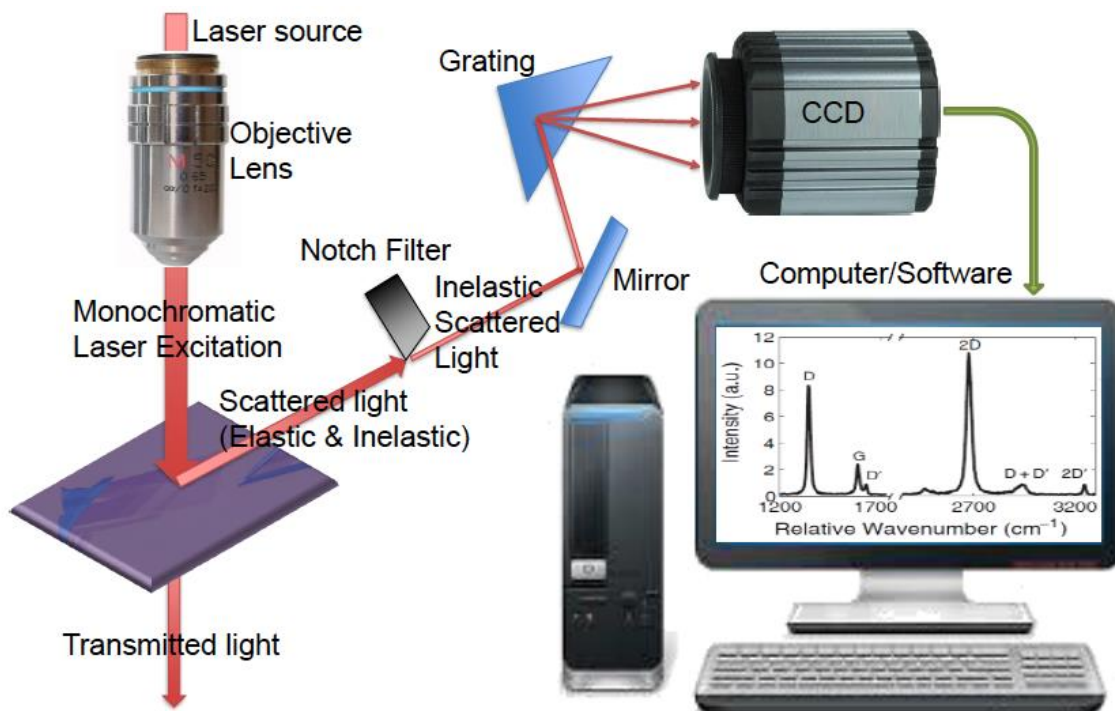 Laser source
Grating
CCD
Objective
Lens
Notch Filter
Inelastic
Scattered
Light
Mirror
Computer/Software
Monochromatic
Laser Excitation
Scattered light
(Elastic & Inelastic)
Transmitted light
Intensity (a.u.)
12
10
8
6
4
2
0
D
G
D'
2D
D + D'
2D'
1200
1700
2700
3200
Relative Wavenumber (cm⁻¹)